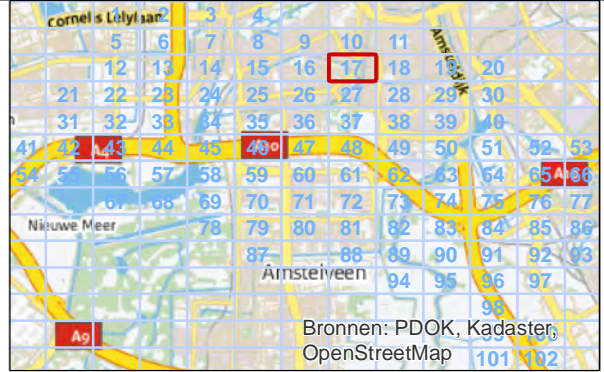 Cornelis Lelylaan 2 3 4
5 6 7 8 9 10 11
Amsteldijk
12 13 14 15 16 17 18 19 20
21 22 23 24 25 26 27 28 29 30
31 32 33 34 35 36 37 38 39 40
41 42 43 44 45 46 47 48 49 50 51 52 53
A4
54 55 56 57 58 59 60 61 62 63 64 65 66
67 68 69 70 71 72 73 74 75 76 77
Nieuwe Meer 78 79 80 81 82 83 84 85 86
87 88 89 90 91 92 93
Amstelveen 94 95 96 97
98
A9
Bronnen: PDOK, Kadaster,
OpenStreetMap
101 102